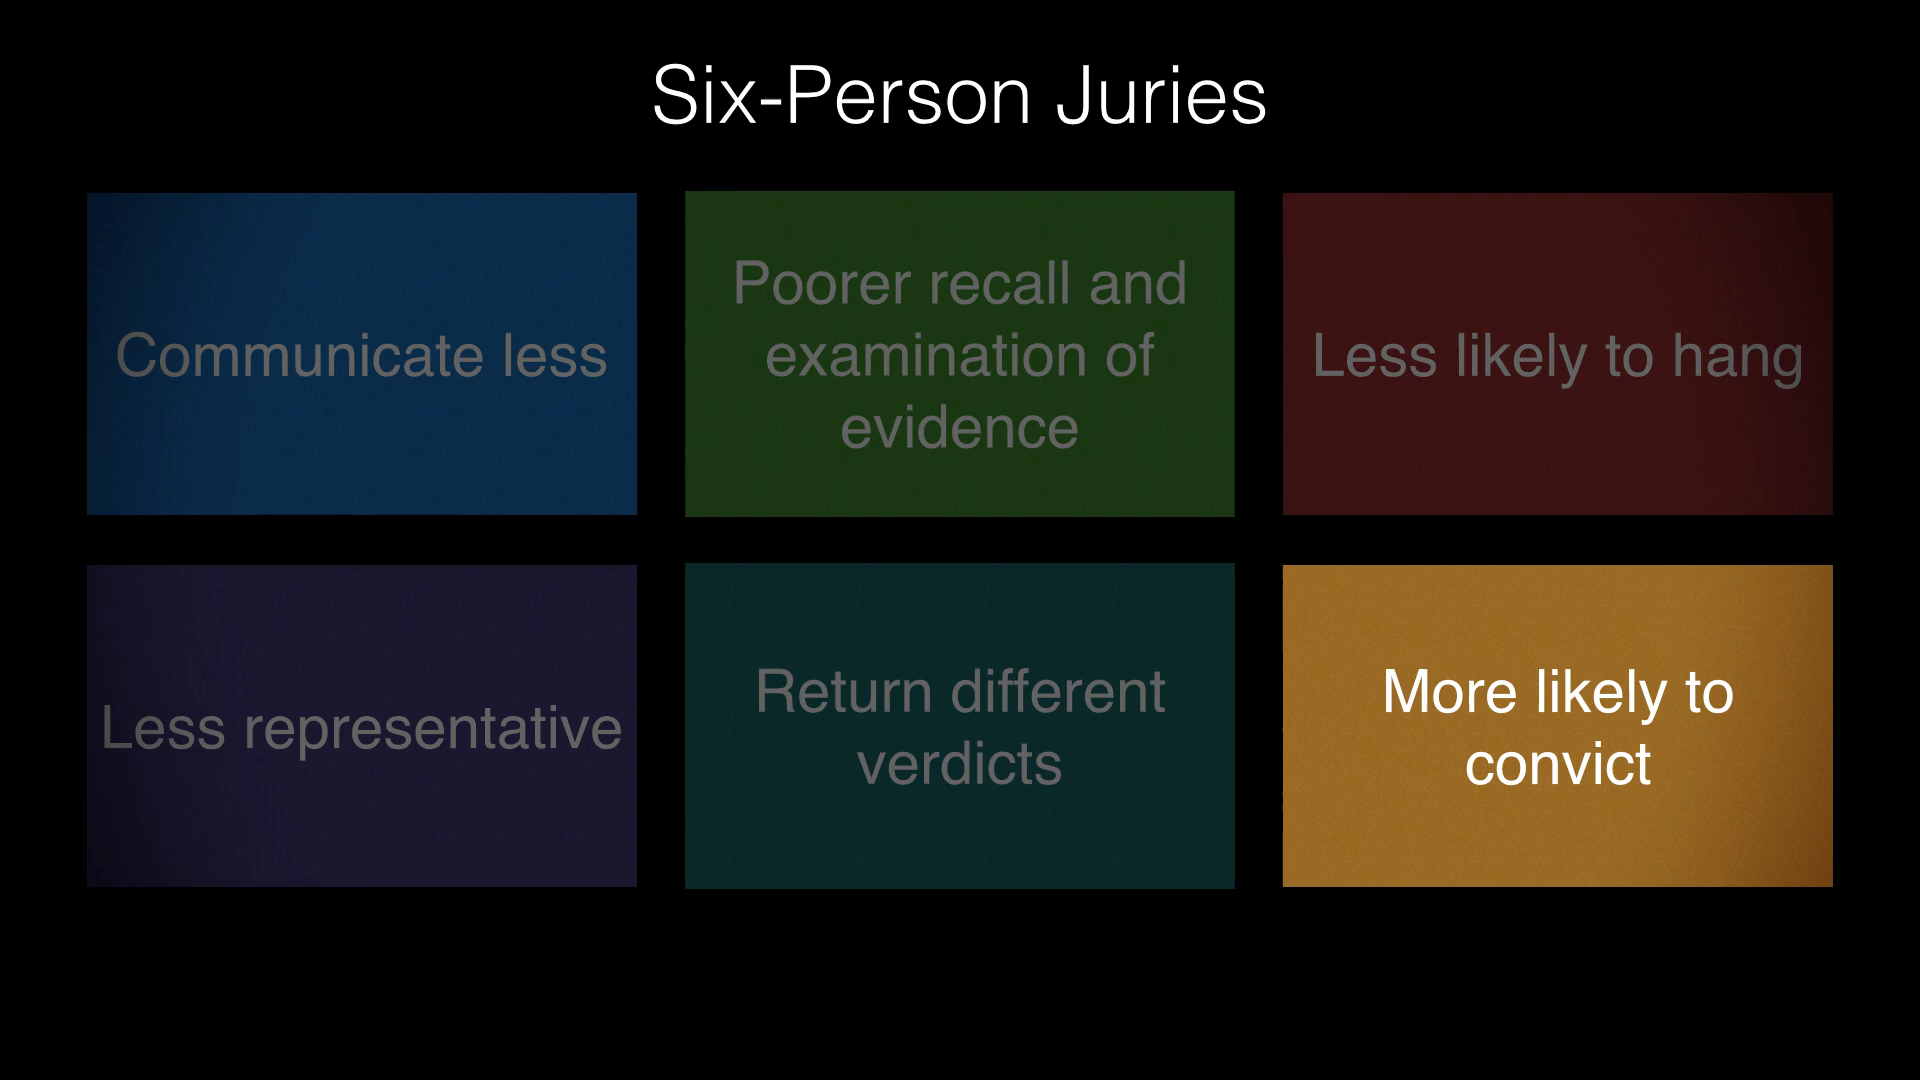 Six-Person Juries
Communicate less
Poorer recall and
examination of
evidence
Less likely to hang
Less representative
Return different
verdicts
More likely to
convict